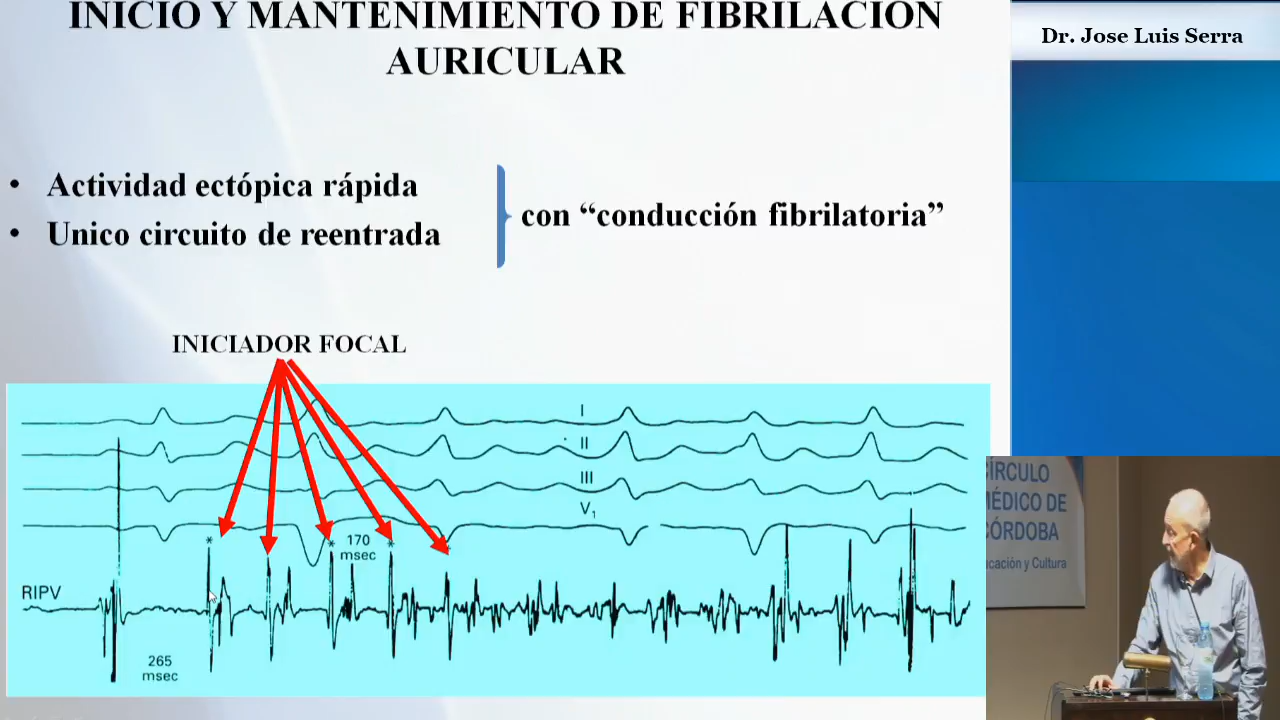 INICIO Y MANTENIMIENTO DE FIBRILACION
AURICULAR
Dr. Jose Luis Serra
• Actividad ectópica rápida
• Unico circuito de reentrada
con “conducción fibrilatoria”
INICIADOR FOCAL
I
II
III
V1
* * *
170
msec
RIPV
265
msec
CÍRCULO
MÉDICO DE
CÓRDOBA
y Cultura